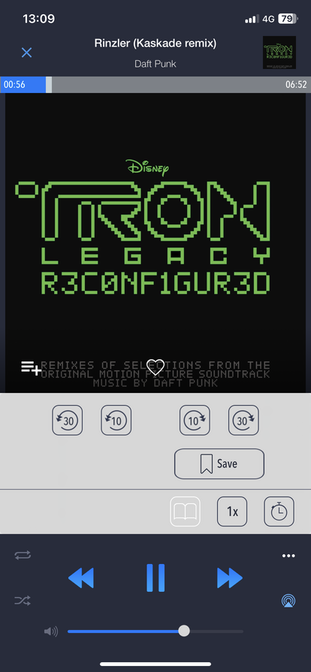 13:09
4G 79
Rinzler (Kaskade remix)
Daft Punk
00:56
06:52
Disney
TRON
LEGACY
R3C0NF1GUR3D
REMIXES OF SELECTIONS FROM THE
ORIGINAL MOTION PICTURE SOUNDTRACK
MUSIC BY DAFT PUNK
30 10 10 30
Save
1x